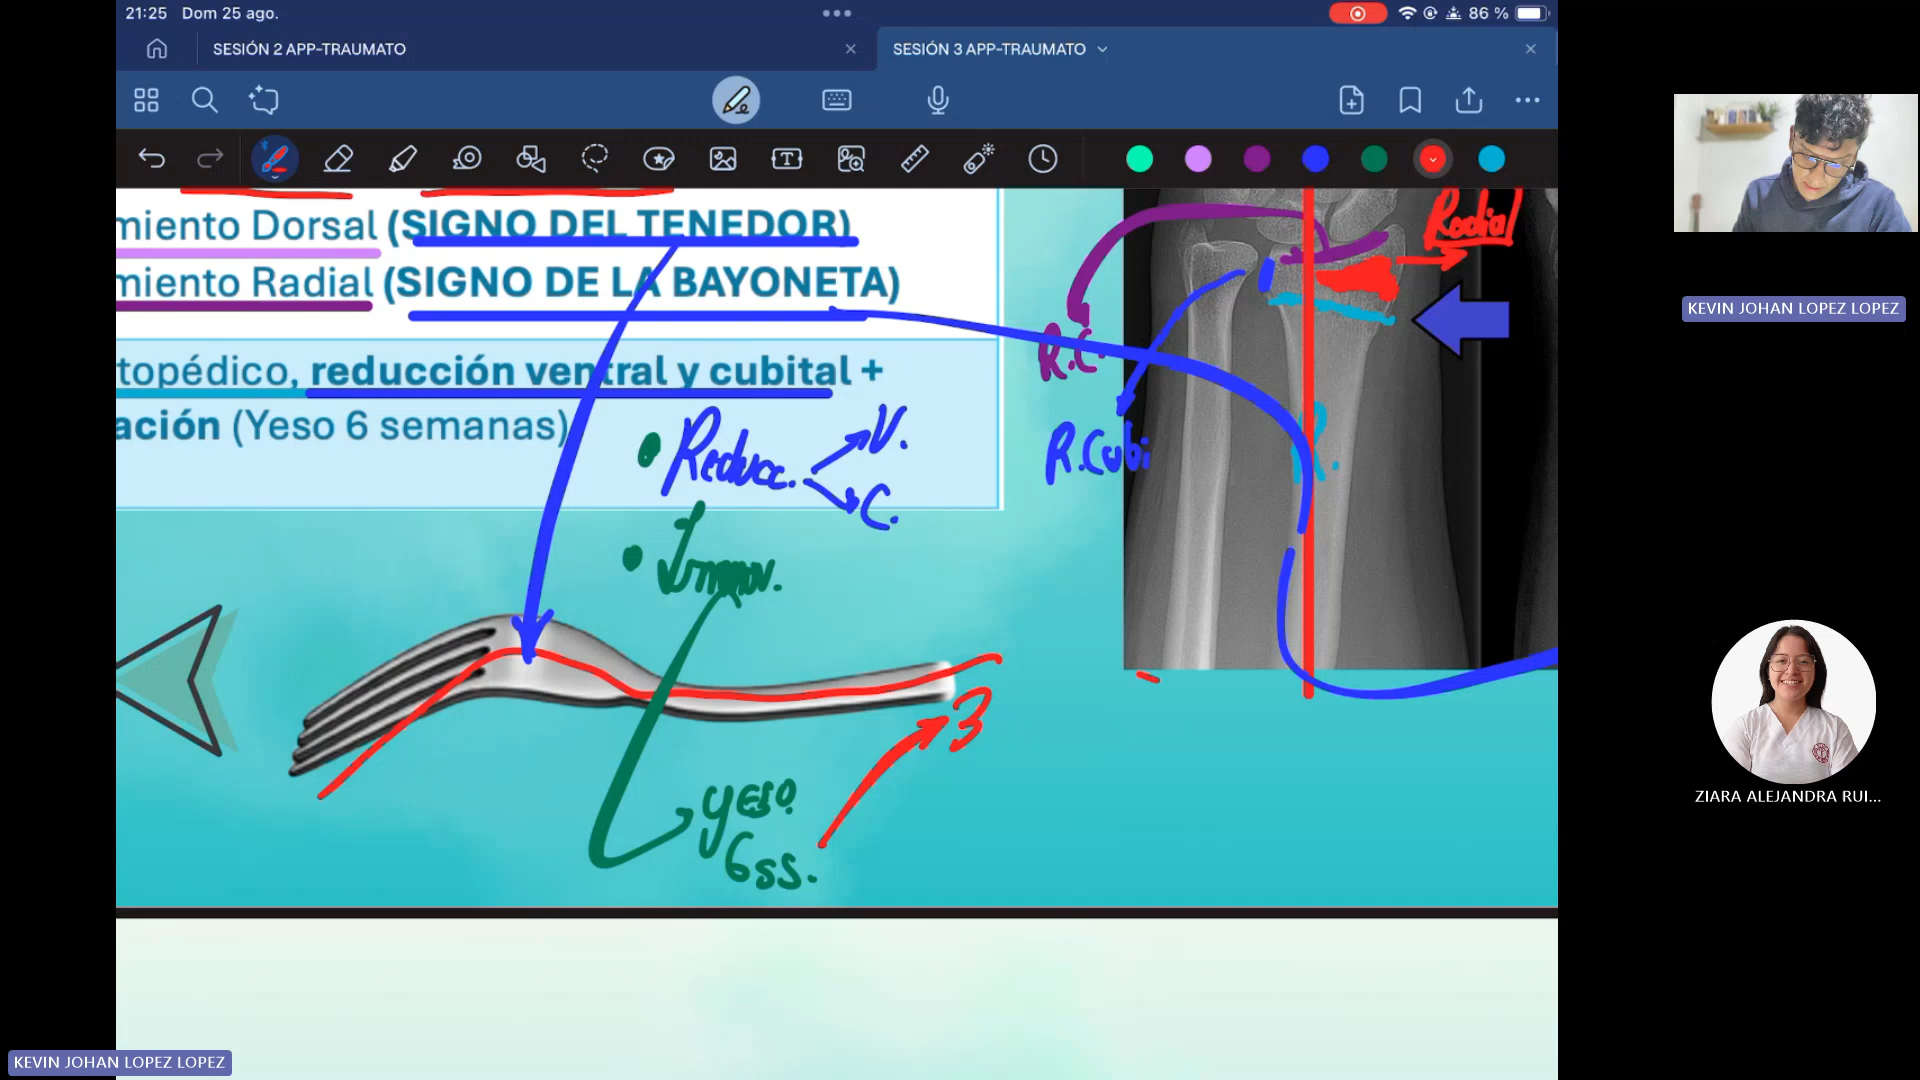 21:25 Dom 25 ago.
86 %
SESIÓN 2 APP-TRAUMATO
SESIÓN 3 APP-TRAUMATO
miento Dorsal (SIGNO DEL TENEDOR)
miento Radial (SIGNO DE LA BAYONETA)
topédico, reducción ventral y cubital +
ación (Yeso 6 semanas)
Reducc. V.
C.
Inmov.
yeso
6ss.
3
Radial
R.C.
R.Cubi
R.
KEVIN JOHAN LOPEZ LOPEZ
ZIARA ALEJANDRA RUI...
KEVIN JOHAN LOPEZ LOPEZ